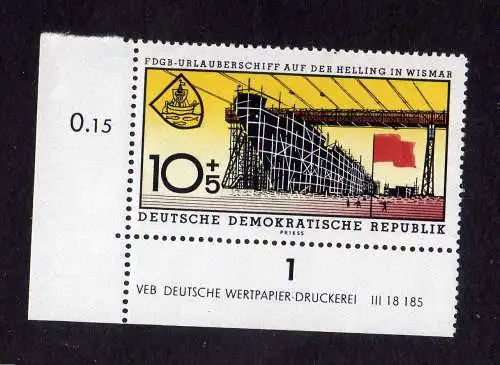 FDGB-URLAUBERSCHIFF AUF DER HELLING IN WISMAR
0.15
10+5
DEUTSCHE DEMOKRATISCHE REPUBLIK
PRIESS
1
VEB DEUTSCHE WERTPAPIER-DRUCKEREI III 18 185